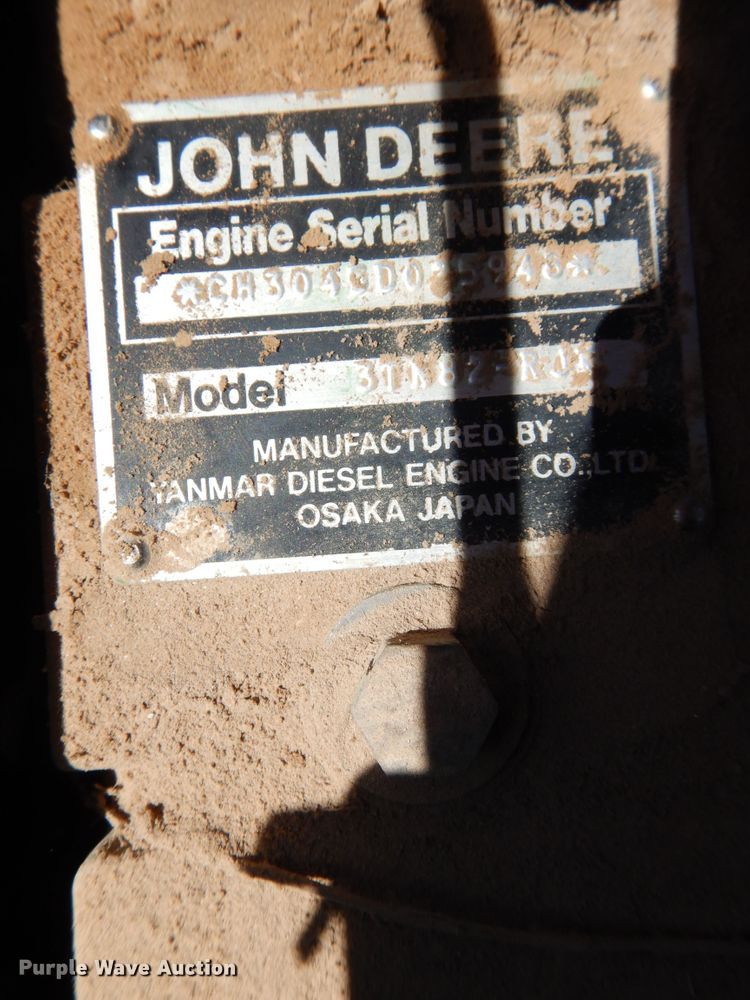 JOHN DEERE
Engine Serial Number
Model
MANUFACTURED BY
YANMAR DIESEL ENGINE CO.,LTD.
OSAKA JAPAN
Purple Wave Auction